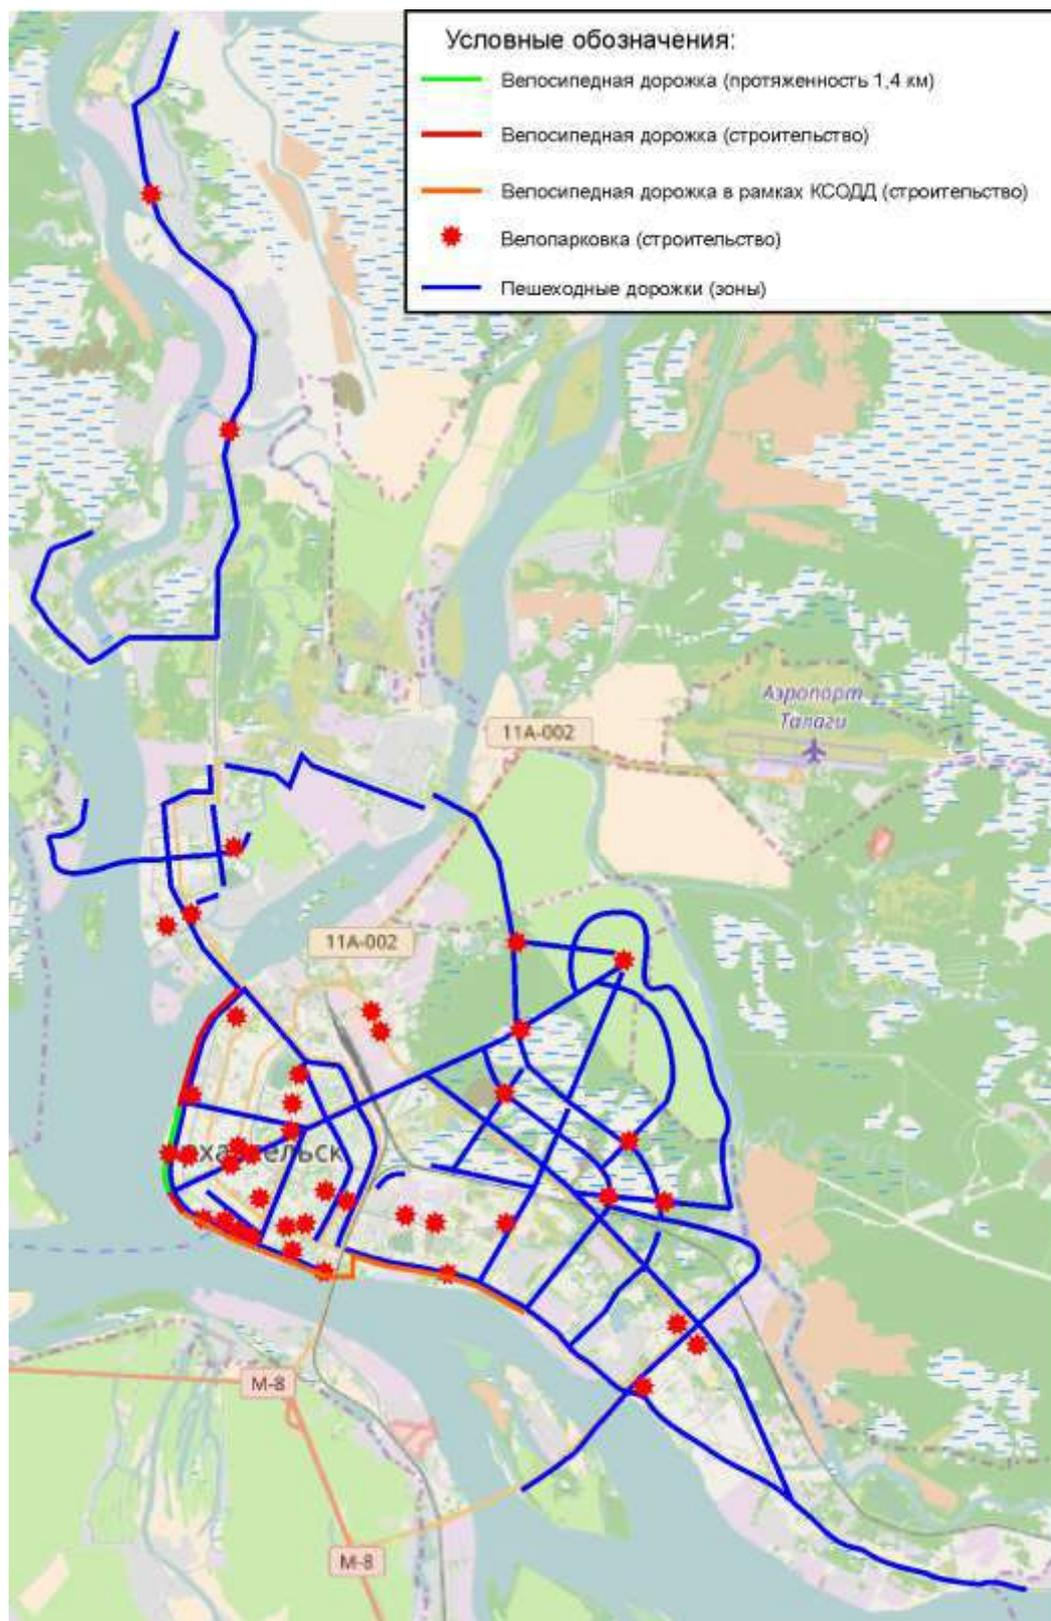 Условные обозначения:
Велосипедная дорожка (протяженность 1,4 км)
Велосипедная дорожка (строительство)
Велосипедная дорожка в рамках КСОДД (строительство)
Велопарковка (строительство)
Пешеходные дорожки (зоны)
Аэропорт
Талаги
11А-002
11А-002
М-8
М-8